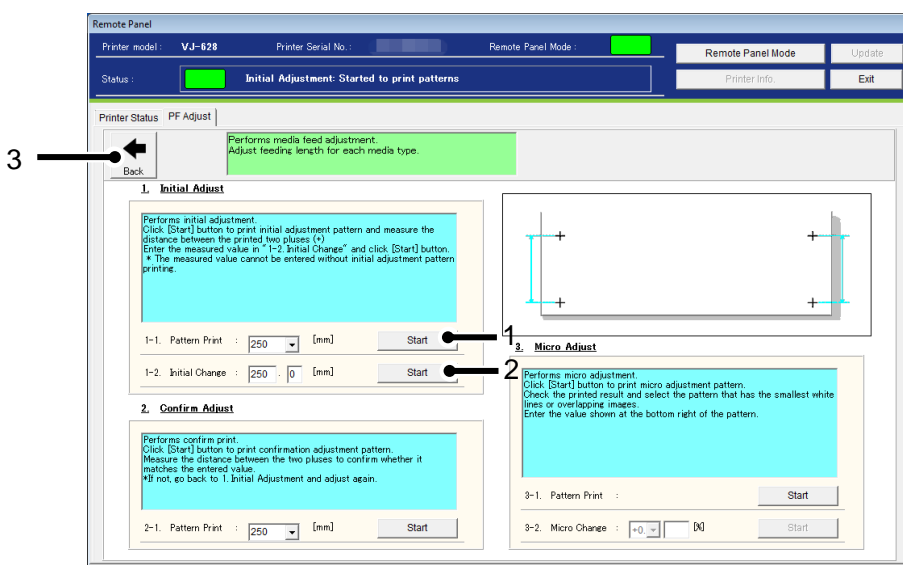 Remote Panel
Printer model : VJ-628 Printer Serial No. : Remote Panel Mode :
Remote Panel Mode Update
Status : Initial Adjustment: Started to print patterns
Printer Info. Exit
Printer Status PF Adjust
3
Back
Performs media feed adjustment.
Adjust feeding length for each media type.
1. Initial Adjust
Performs initial adjustment.
Click [Start] button to print initial adjustment pattern and measure the
distance between the printed two pluses (+)
Enter the measured value in "1-2. Initial Change" and click [Start] button.
* The measured value cannot be entered without initial adjustment pattern
printing.
1-1. Pattern Print : 250 [mm] Start
1
1-2. Initial Change : 250 . 0 [mm] Start
2
2. Confirm Adjust
Performs confirm print.
Click [Start] button to print confirmation adjustment pattern.
Measure the distance between the two pluses to confirm whether it
matches the entered value.
*If not, go back to 1. Initial Adjustment and adjust again.
2-1. Pattern Print : 250 [mm] Start
3. Micro Adjust
Performs micro adjustment.
Click [Start] button to print micro adjustment pattern.
Check the printed result and select the pattern that has the smallest white
lines or overlapping images.
Enter the value shown at the bottom right of the pattern.
3-1. Pattern Print : Start
3-2. Micro Change : +0. [%] Start